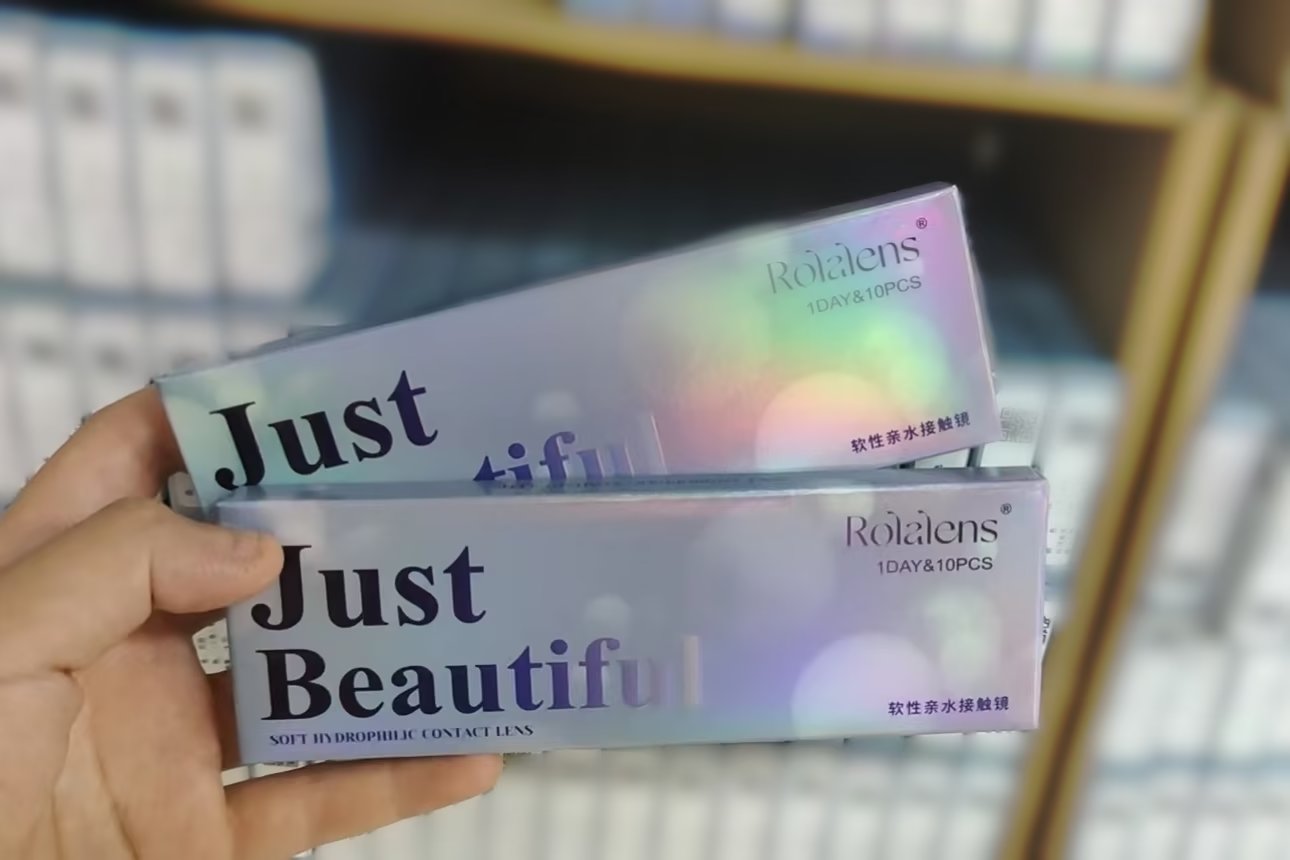 Rolalens®
1DAY&10PCS
Just
tiful
软性亲水接触镜
Rolalens®
1DAY&10PCS
Just
Beautiful
SOFT HYDROPHILIC CONTACT LENS
软性亲水接触镜